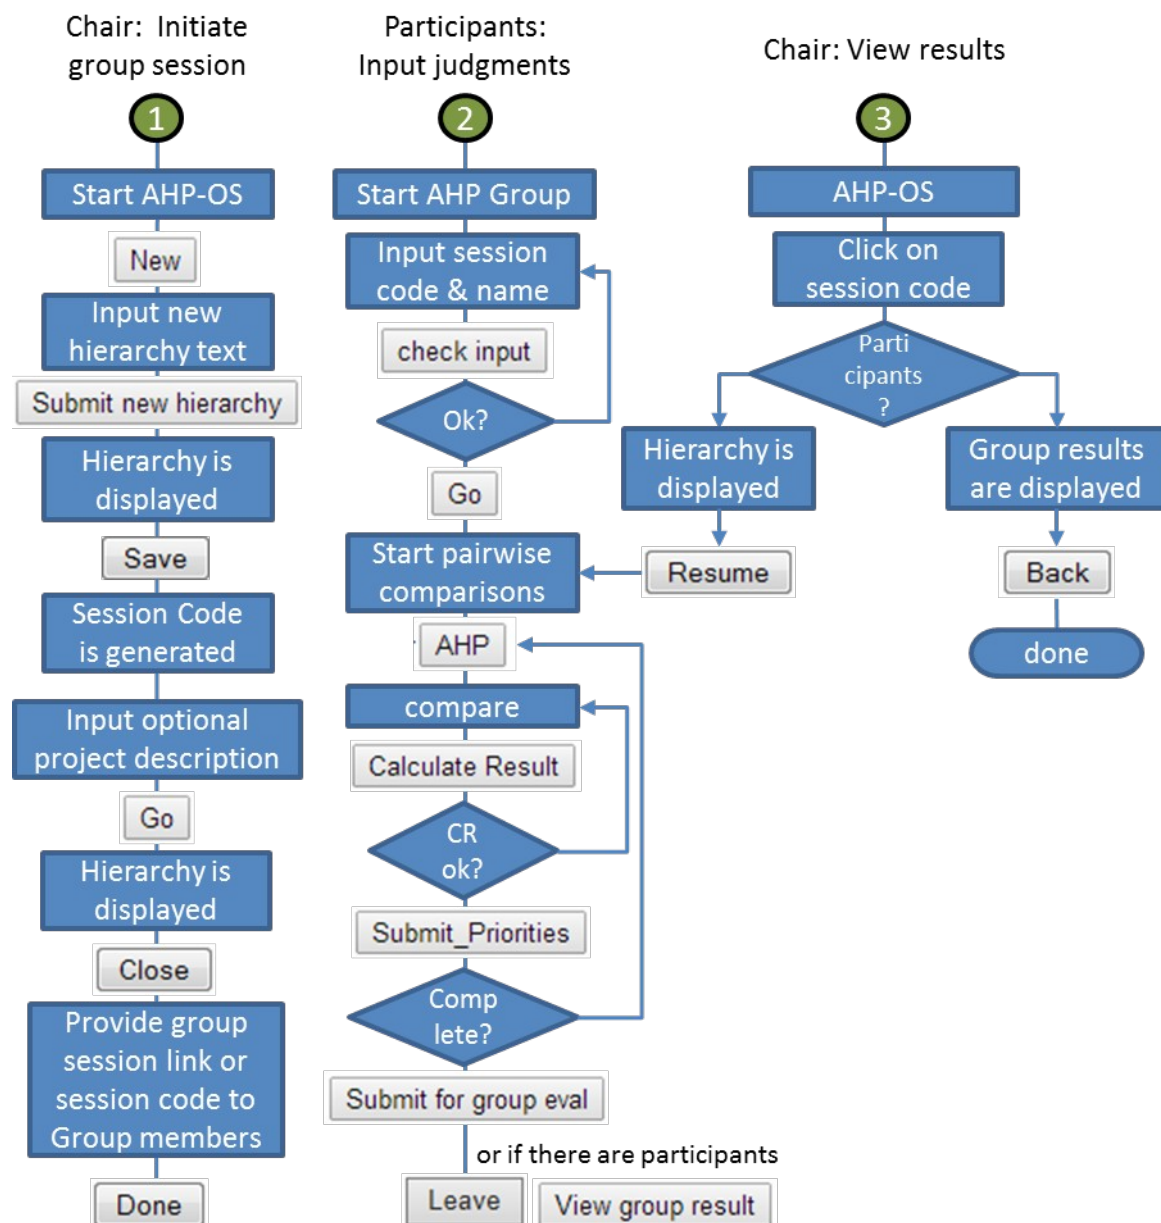 Chair: Initiate
group session
1
Start AHP-OS
New
Input new
hierarchy text
Submit new hierarchy
Hierarchy is
displayed
Save
Session Code
is generated
Input optional
project description
Go
Hierarchy is
displayed
Close
Provide group
session link or
session code to
Group members
Done
Participants:
Input judgments
2
Start AHP Group
Input session
code & name
check input
Ok?
Go
Start pairwise
comparisons
AHP
compare
Calculate Result
CR
ok?
Submit_Priorities
Comp
lete?
Submit for group eval
or if there are participants
Leave
View group result
Chair: View results
3
AHP-OS
Click on
session code
Parti
cipants
?
Hierarchy is
displayed
Resume
Group results
are displayed
Back
done